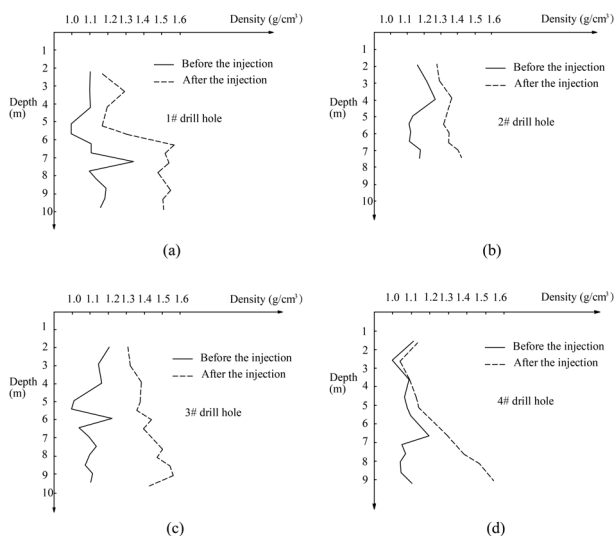 1.0 1.1 1.2 1.3 1.4 1.5 1.6 Density (g/cm³)
Depth
(m)
1
2
3
4
5
6
7
8
9
10
Before the injection
After the injection
1# drill hole
(a)
1.0 1.1 1.2 1.3 1.4 1.5 1.6 Density (g/cm³)
Depth
(m)
1
2
3
4
5
6
7
8
9
10
Before the injection
After the injection
2# drill hole
(b)
1.0 1.1 1.2 1.3 1.4 1.5 1.6 Density (g/cm³)
Depth
(m)
1
2
3
4
5
6
7
8
9
10
Before the injection
After the injection
3# drill hole
(c)
1.0 1.1 1.2 1.3 1.4 1.5 1.6 Density (g/cm³)
Depth
(m)
1
2
3
4
5
6
7
8
9
Before the injection
After the injection
4# drill hole
(d)